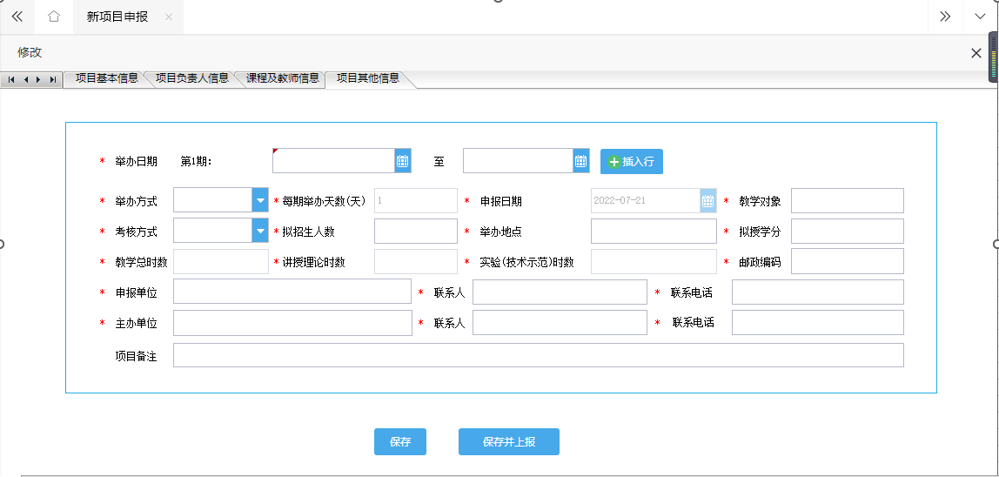 新项目申报
修改
项目基本信息 项目负责人信息 课程及教师信息 项目其他信息
* 举办日期 第1期: 至 插入行
* 举办方式 * 每期举办天数(天) 1 * 申报日期 2022-07-21 * 教学对象
* 考核方式 * 拟招生人数 * 举办地点 * 拟授学分
* 教学总时数 * 讲授理论时数 * 实验(技术示范)时数 * 邮政编码
* 申报单位 * 联系人 * 联系电话
* 主办单位 * 联系人 * 联系电话
项目备注
保存 保存并上报